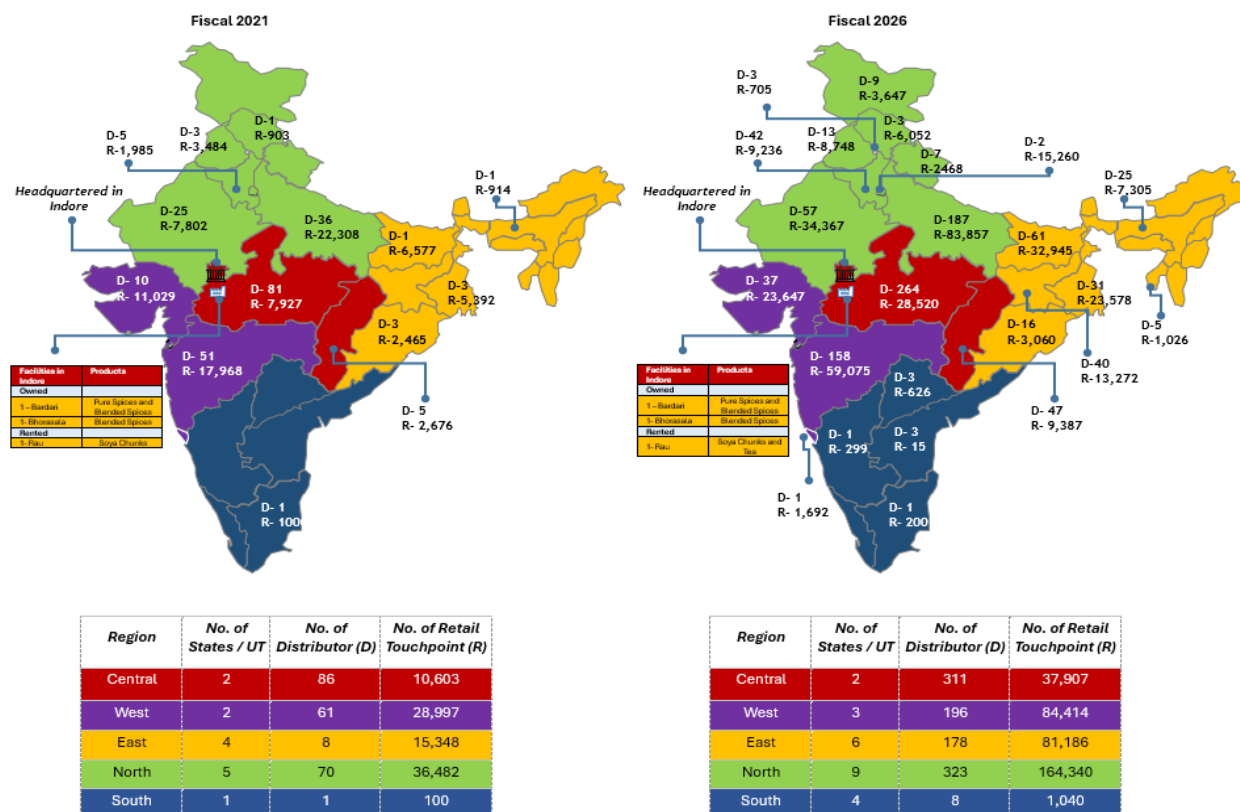 Fiscal 2021
D-1
R-903
D-3
R-3,484
D-5
R-1,985
Headquartered in
Indore
D-25
R-7,802
D-36
R-22,308
D-1
R-914
D-1
R-6,577
D- 10
R- 11,029
D- 81
R- 7,927
D-3
R-5,392
D-3
R-2,465
D- 51
R- 17,968
D- 5
R- 2,676
D- 1
R- 100
Facilities in
Indore
Products
Owned
1 – Bardari
Pure Spices and
Blended Spices
1- Bhorasala
Blended Spices
Rented
1- Rau
Soya Chunks
Region
No. of
States / UT
No. of
Distributor (D)
No. of Retail
Touchpoint (R)
Central 2 86 10,603
West 2 61 28,997
East 4 8 15,348
North 5 70 36,482
South 1 1 100
Fiscal 2026
D-3
R-705
D-9
R-3,647
D-42
R-9,236
D-13
R-8,748
D-3
R-6,052
D-7
R-2468
D-2
R-15,260
Headquartered in
Indore
D-57
R-34,367
D-187
R-83,857
D-25
R-7,305
D-61
R-32,945
D- 37
R- 23,647
D- 264
R- 28,520
D-31
R-23,578
D-16
R-3,060
D-5
R-1,026
D-40
R-13,272
D- 158
R- 59,075
D-3
R-626
D- 47
R- 9,387
D- 1
R- 299
D- 3
R- 15
D- 1
R- 1,692
D- 1
R- 200
Facilities in
Indore
Products
Owned
1 – Bardari
Pure Spices and
Blended Spices
1- Bhorasala
Blended Spices
Rented
1- Rau
Soya Chunks and
Tea
Region
No. of
States / UT
No. of
Distributor (D)
No. of Retail
Touchpoint (R)
Central 2 311 37,907
West 3 196 84,414
East 6 178 81,186
North 9 323 164,340
South 4 8 1,040